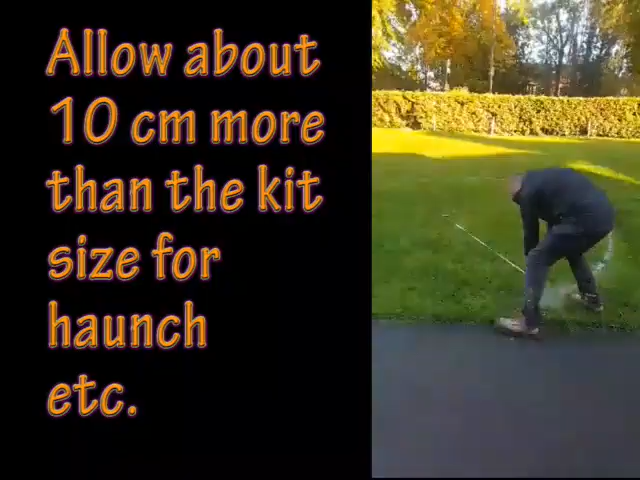 Allow about
10 cm more
than the kit
size for
haunch
etc.